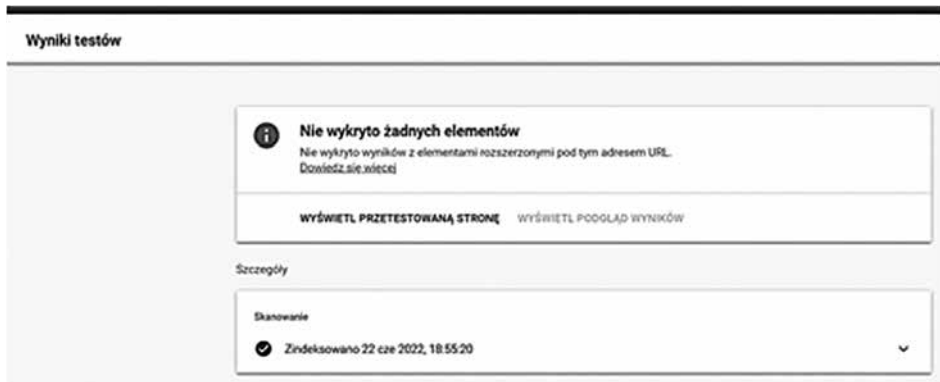 Wyniki testów
Nie wykryto żadnych elementów
Nie wykryto wyników z elementami rozszerzonymi pod tym adresem URL.
Dowiedz się więcej
WYŚWIETL PRZETESTOWANĄ STRONĘ WYŚWIETL PODGLĄD WYNIKÓW
Szczegóły
Skanowanie
Zindeksowano 22 cze 2022, 18:55:20